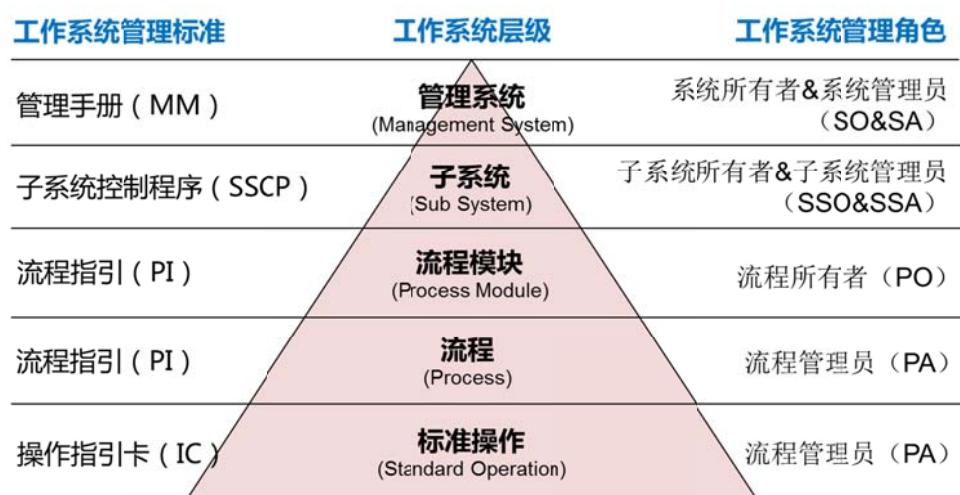 工作系统管理标准 工作系统层级 工作系统管理角色
管理手册（MM） 管理系统 系统所有者&系统管理员
(Management System) （SO&SA）
子系统控制程序（SSCP） 子系统 子系统所有者&子系统管理员
(Sub System) （SSO&SSA）
流程指引（PI） 流程模块 流程所有者（PO）
(Process Module)
流程指引（PI） 流程 流程管理员（PA）
(Process)
操作指引卡（IC） 标准操作 流程管理员（PA）
(Standard Operation)